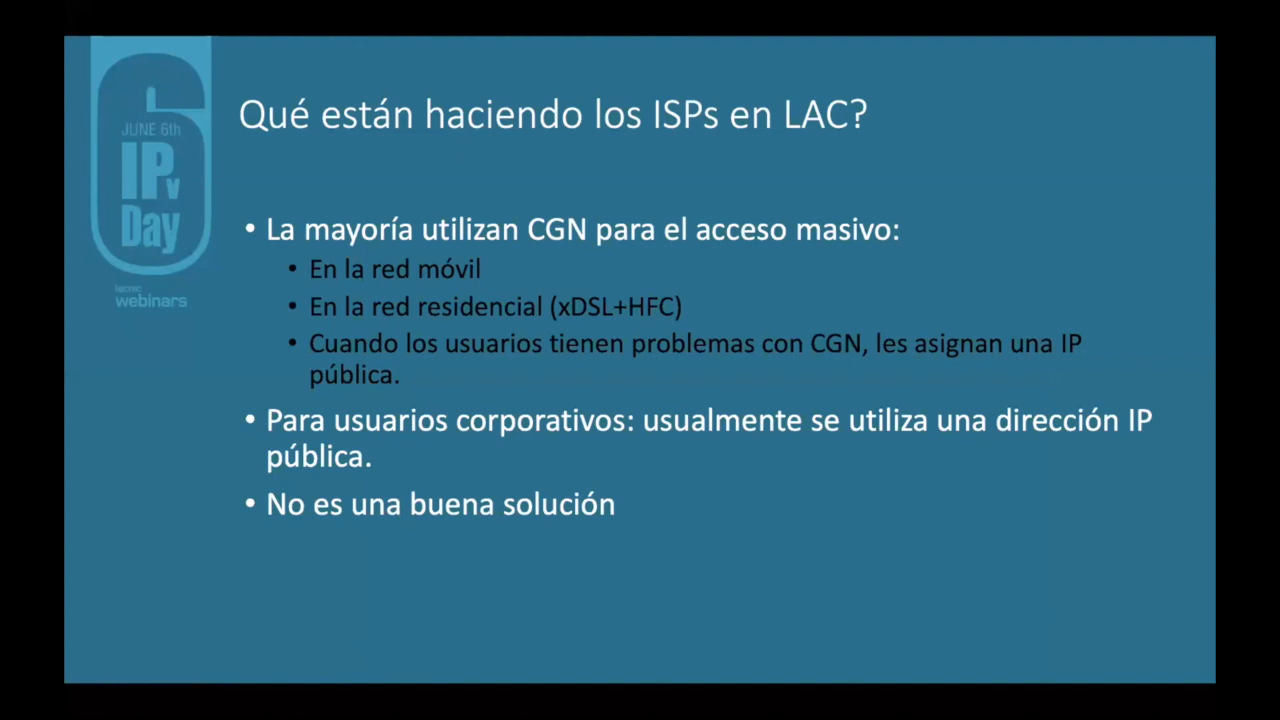 JUNE 6th
IPv
Day
lacnic
webinars
Qué están haciendo los ISPs en LAC?
• La mayoría utilizan CGN para el acceso masivo:
• En la red móvil
• En la red residencial (xDSL+HFC)
• Cuando los usuarios tienen problemas con CGN, les asignan una IP
pública.
• Para usuarios corporativos: usualmente se utiliza una dirección IP
pública.
• No es una buena solución